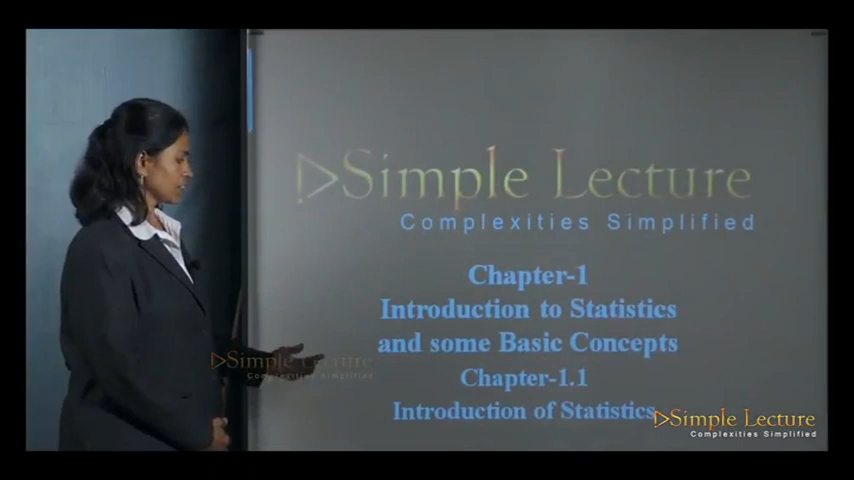 Simple Lecture
Complexities Simplified
Chapter-1
Introduction to Statistics
and some Basic Concepts
Chapter-1.1
Introduction of Statistics
Simple Lecture
Complexities Simplified
Simple Lecture
Complexities Simplified